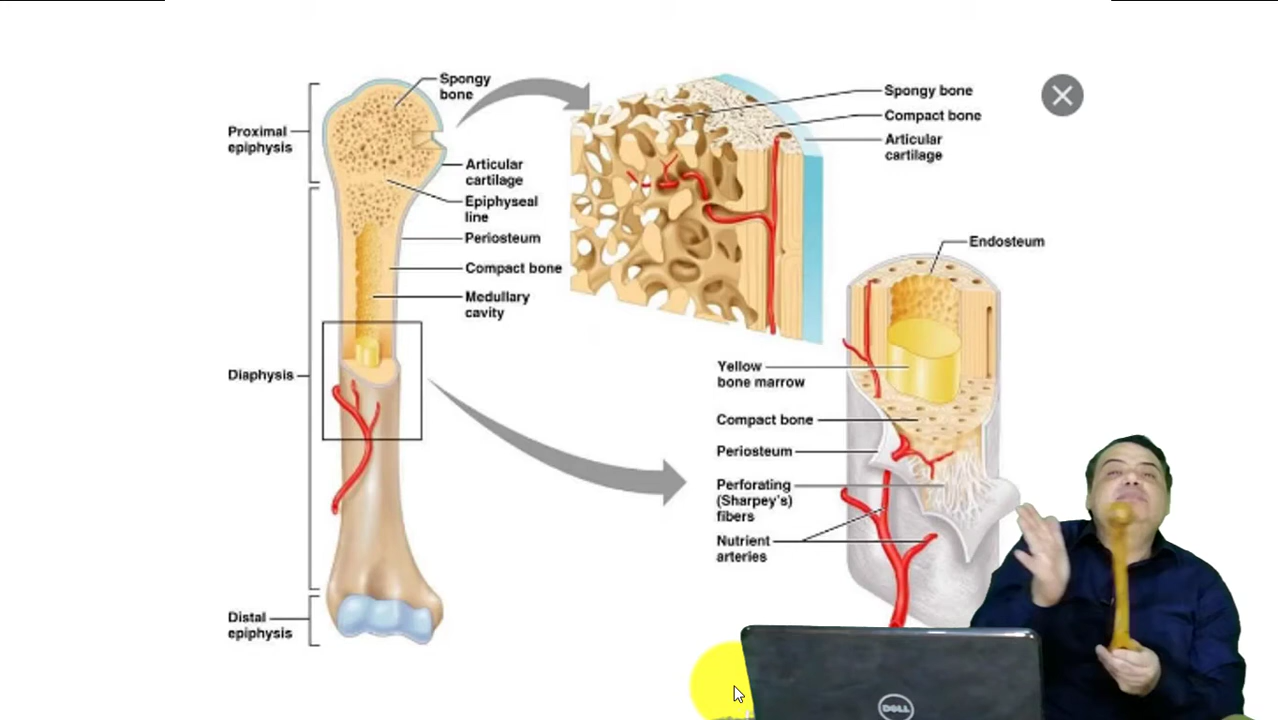 Spongy
bone
Proximal
epiphysis
Articular
cartilage
Epiphyseal
line
Periosteum
Compact bone
Medullary
cavity
Diaphysis
Distal
epiphysis
Spongy bone
Compact bone
Articular
cartilage
Endosteum
Yellow
bone marrow
Compact bone
Periosteum
Perforating
(Sharpey's)
fibers
Nutrient
arteries
DELL